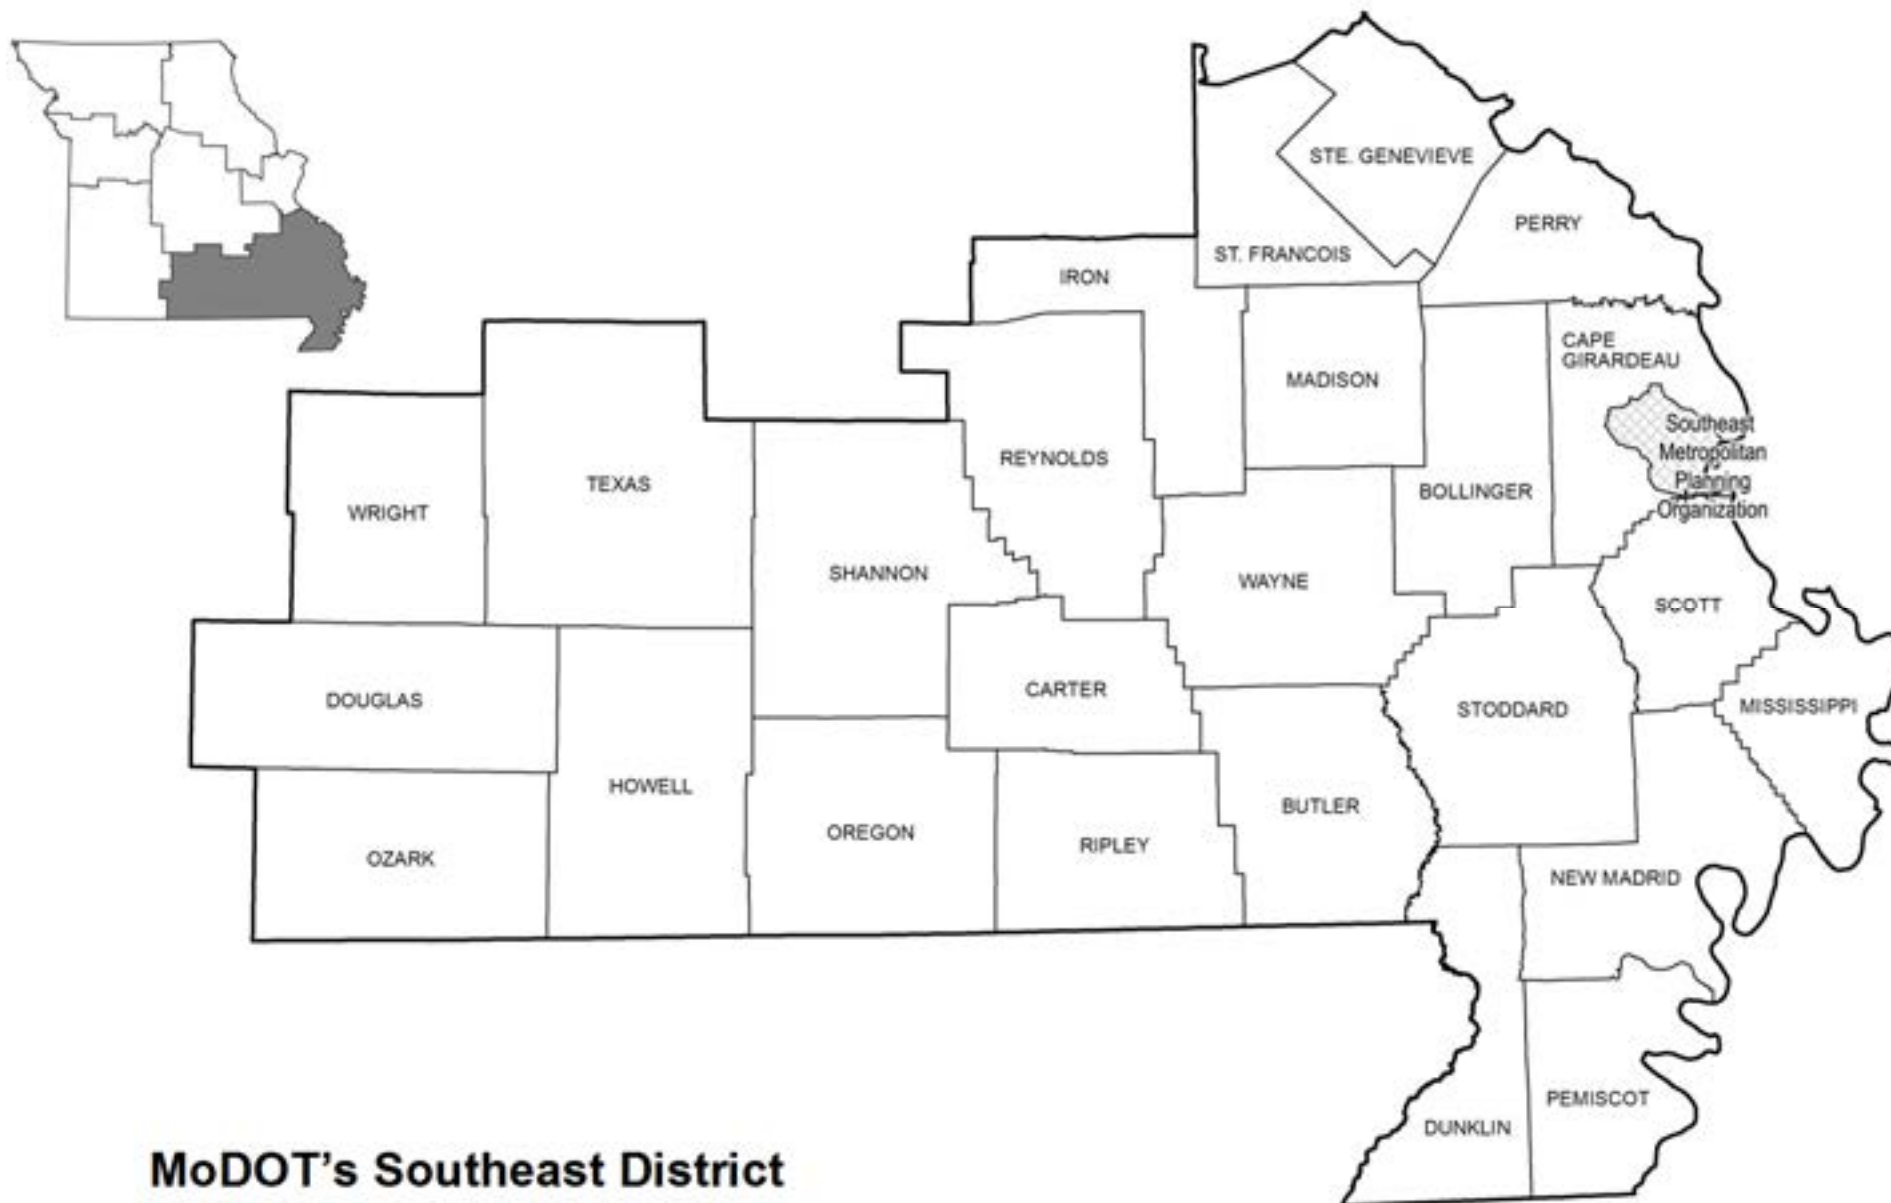 STE. GENEVIEVE
PERRY
ST. FRANCOIS
IRON
CAPE
GIRARDEAU
MADISON
Southeast
Metropolitan
Planning
Organization
REYNOLDS
TEXAS
BOLLINGER
WRIGHT
SHANNON
WAYNE
SCOTT
CARTER
DOUGLAS
MISSISSIPPI
STODDARD
HOWELL
BUTLER
OREGON
RIPLEY
OZARK
NEW MADRID
PEMISCOT
DUNKLIN
MoDOT's Southeast District